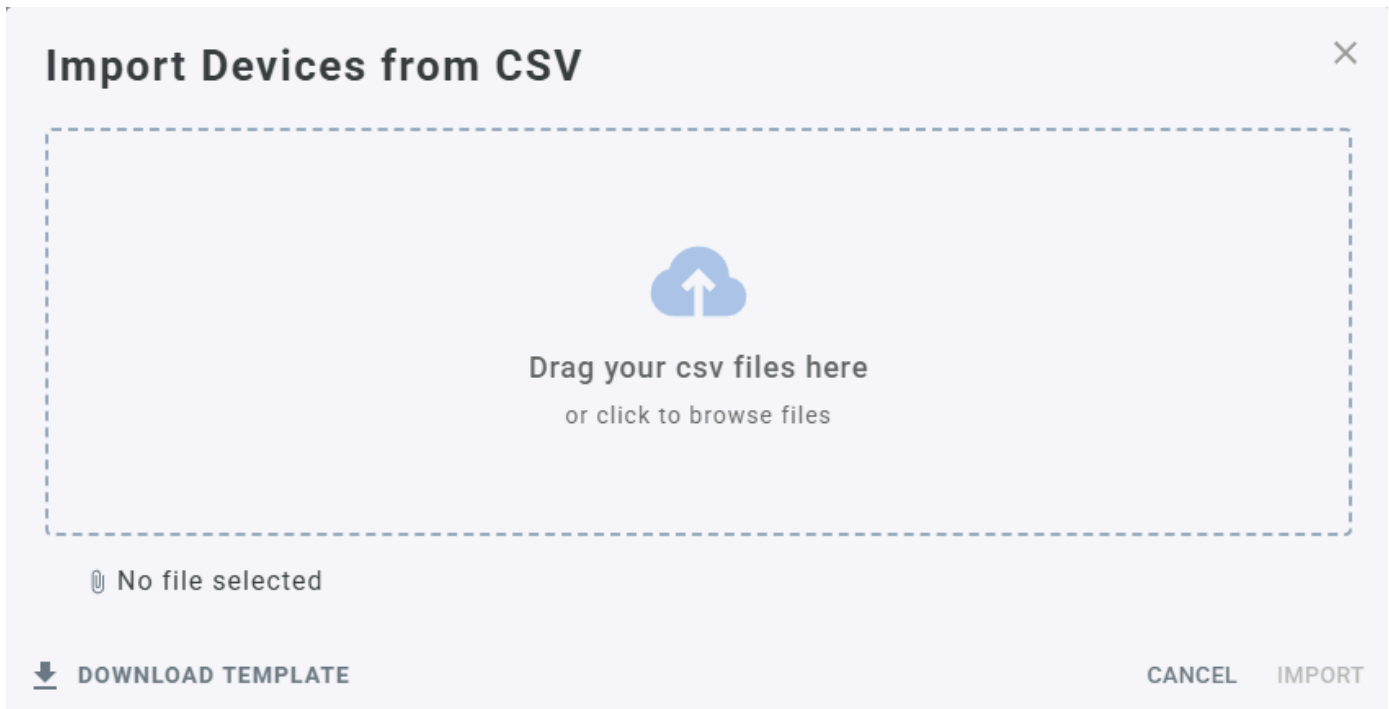 Import Devices from CSV
Drag your csv files here
or click to browse files
No file selected
DOWNLOAD TEMPLATE
CANCEL IMPORT